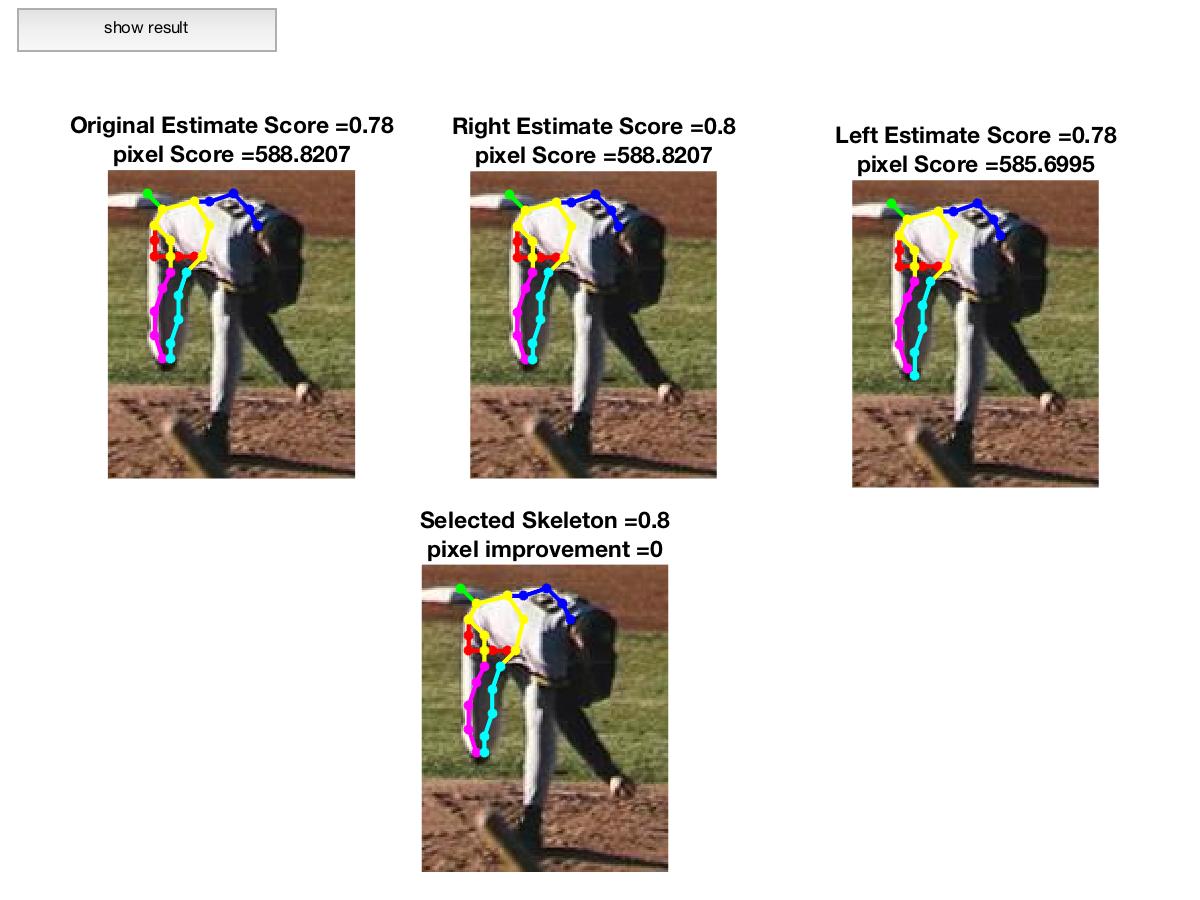 show result
Original Estimate Score =0.78
pixel Score =588.8207
Right Estimate Score =0.8
pixel Score =588.8207
Left Estimate Score =0.78
pixel Score =585.6995
Selected Skeleton =0.8
pixel improvement =0